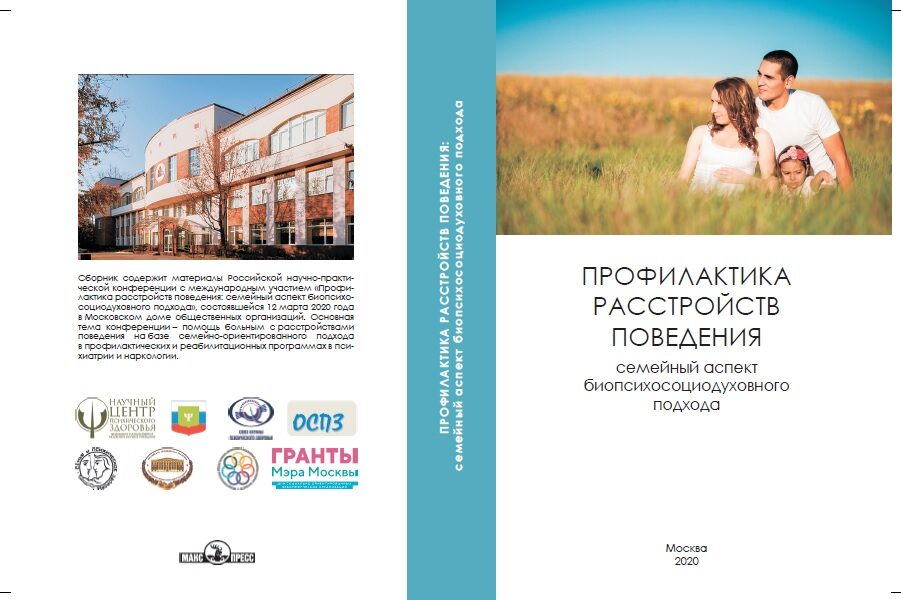 Сборник содержит материалы Российской научно-практи-
ческой конференции с международным участием «Профи-
лактика расстройств поведения: семейный аспект биопсихо-
социодуховного подхода», состоявшейся 12 марта 2020 года
в Московском доме общественных организаций. Основная
тема конференции – помощь больным с расстройствами
поведения на базе семейно-ориентированного подхода
в профилактических и реабилитационных программах в пси-
хиатрии и наркологии.
НАУЧНЫЙ
ЦЕНТР
ПСИХИЧЕСКОГО
ЗДОРОВЬЯ
ОСПЗ
ГРАНТЫ
Мэра Москвы
МАКС ПРЕСС
ПРОФИЛАКТИКА РАССТРОЙСТВ ПОВЕДЕНИЯ:
семейный аспект биопсихосоциодуховного подхода
ПРОФИЛАКТИКА
РАССТРОЙСТВ
ПОВЕДЕНИЯ
семейный аспект
биопсихосоциодуховного
подхода
Москва
2020